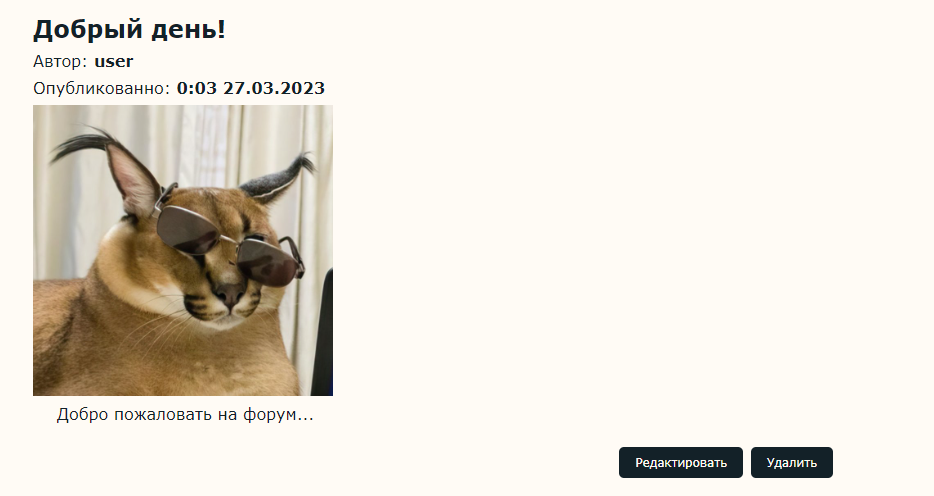 Добрый день!
Автор: user
Опубликованно: 0:03 27.03.2023
Добро пожаловать на форум...
Редактировать Удалить